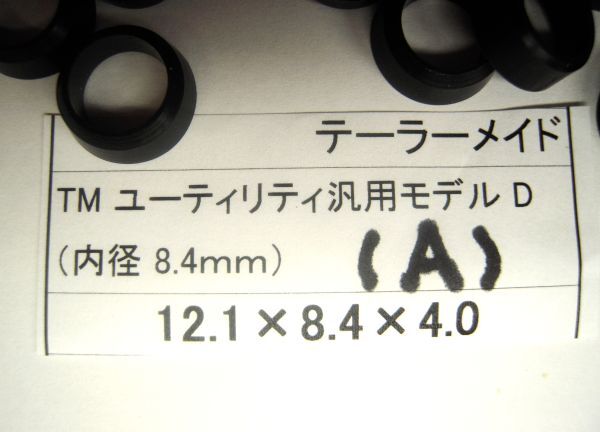 テーラーメイド
TM ユーティリティ汎用モデル D
(内径 8.4mm) (A)
12.1×8.4×4.0